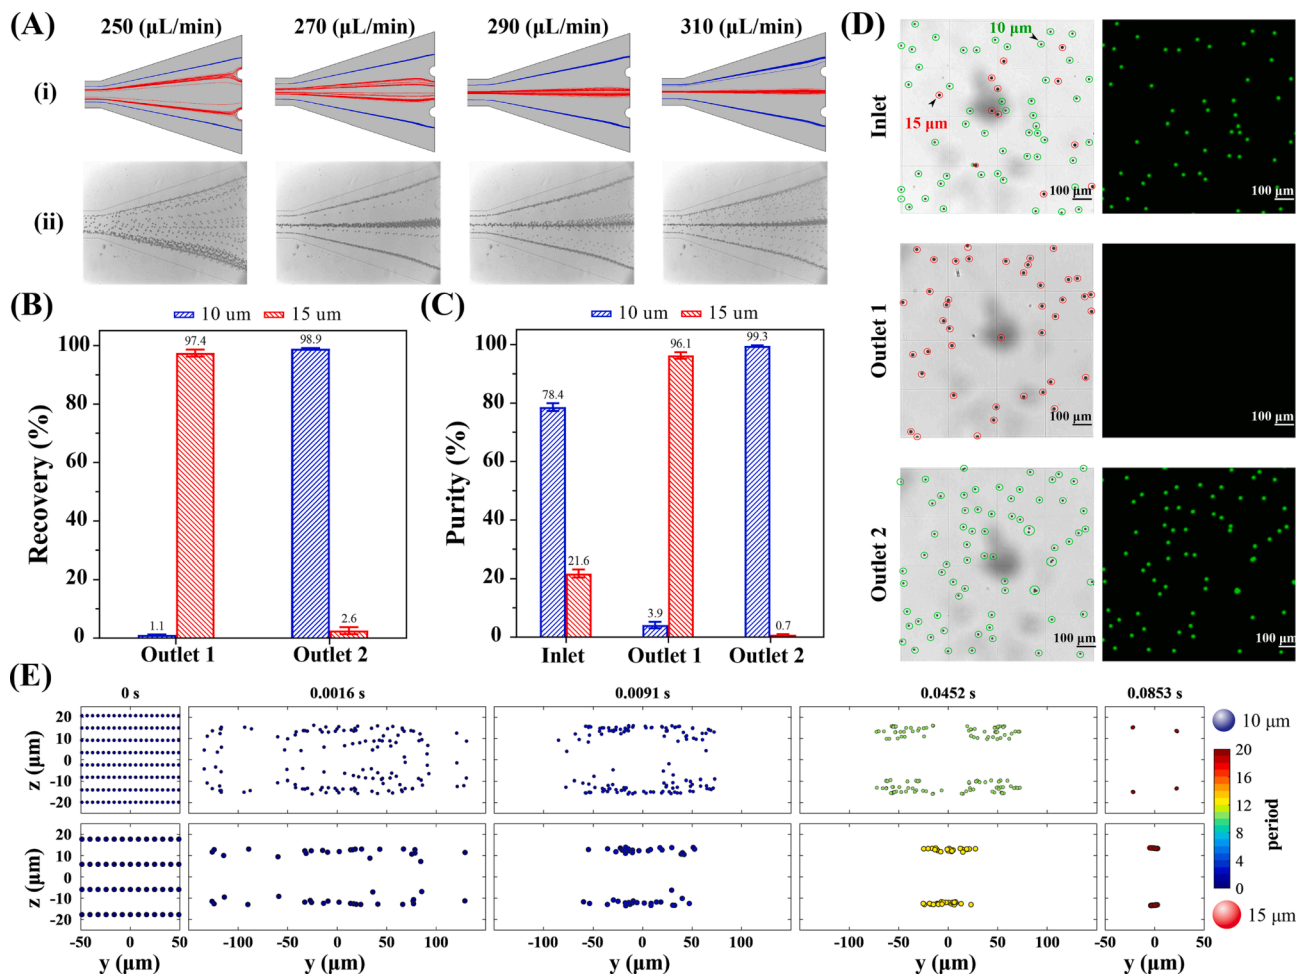 (A)
250 (μL/min)
270 (μL/min)
290 (μL/min)
310 (μL/min)
(i)
(ii)
(B)
10 um
15 um
Recovery (%)
100
80
60
40
20
0
1.1
97.4
98.9
2.6
Outlet 1
Outlet 2
(C)
10 um
15 um
Purity (%)
100
80
60
40
20
0
78.4
21.6
3.9
96.1
99.3
0.7
Inlet
Outlet 1
Outlet 2
(D)
Inlet
10 μm
15 μm
100 μm
100 μm
Outlet 1
100 μm
100 μm
Outlet 2
100 μm
100 μm
(E)
0 s
0.0016 s
0.0091 s
0.0452 s
0.0853 s
z (μm)
20
10
0
-10
-20
z (μm)
20
10
0
-10
-20
-50
0
50
-100
-50
0
50
100
-100
-50
0
50
100
-100
-50
0
50
100
-50
0
50
y (μm)
y (μm)
y (μm)
y (μm)
y (μm)
10 μm
20
16
12
8
4
0
period
15 μm